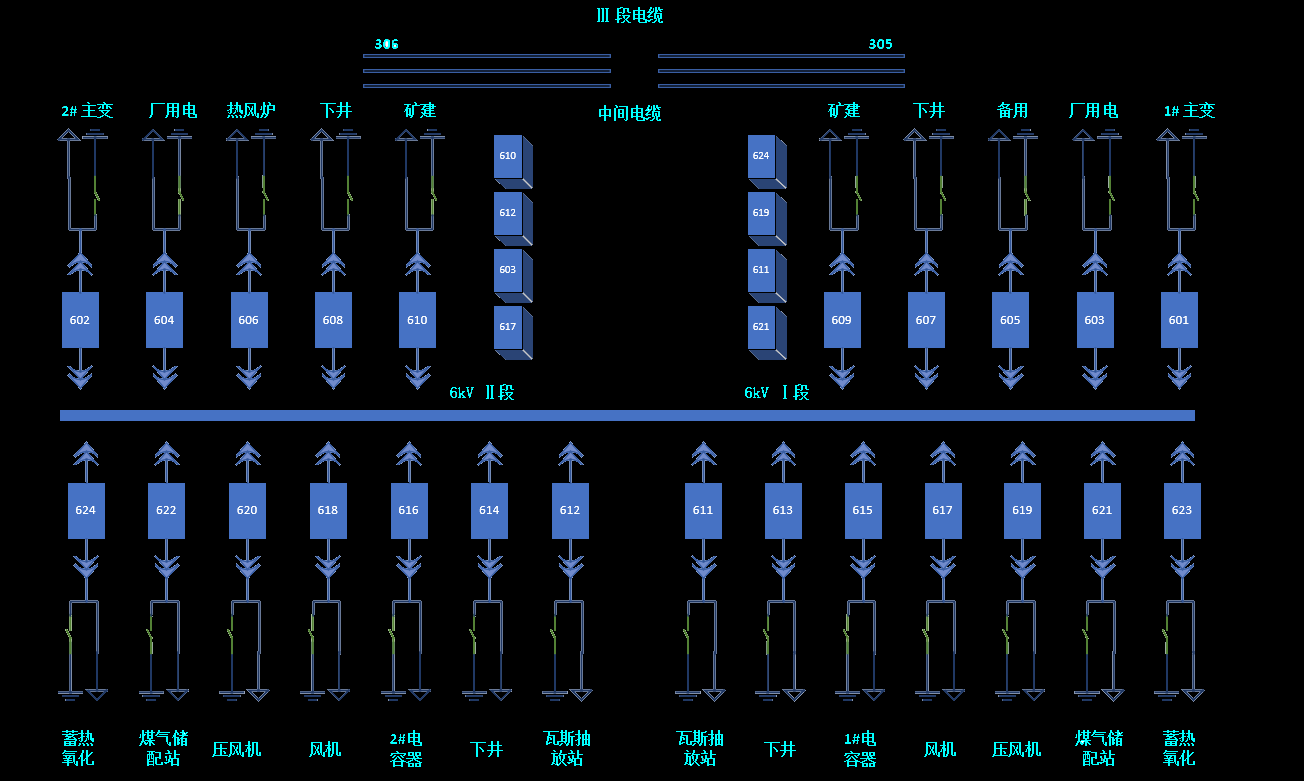 Ⅲ 段电缆
306
305
2# 主变
厂用电
热风炉
下井
矿建
中间电缆
矿建
下井
备用
厂用电
1# 主变
610
624
612
619
603
611
617
621
602
604
606
608
610
609
607
605
603
601
6kV Ⅱ段
6kV Ⅰ段
624
622
620
618
616
614
612
611
613
615
617
619
621
623
蓄热
氧化
煤气储
配站
压风机
风机
2#电
容器
下井
瓦斯抽
放站
瓦斯抽
放站
下井
1#电
容器
风机
压风机
煤气储
配站
蓄热
氧化